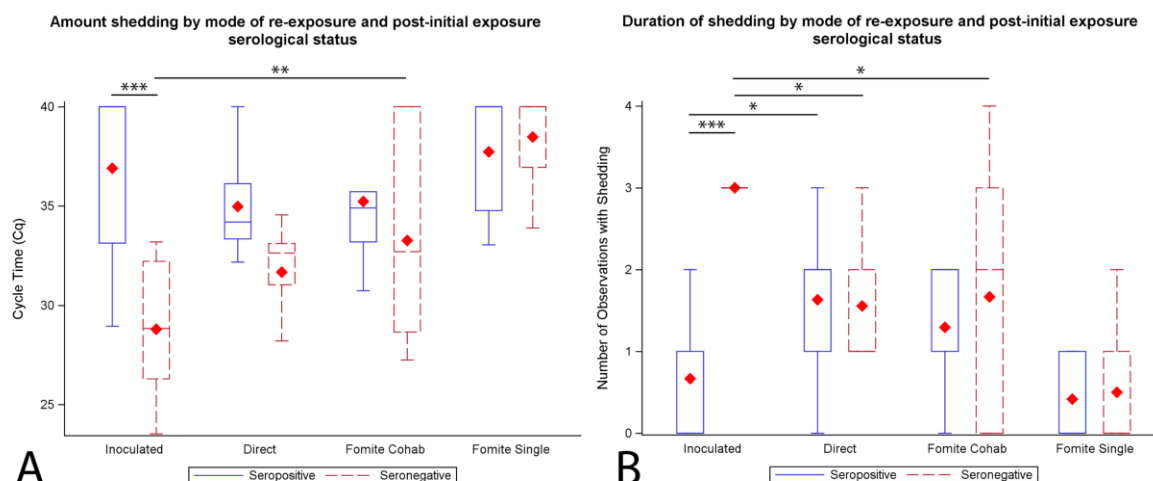 Amount shedding by mode of re-exposure and post-initial exposure
serological status
***
**
Cycle Time (Cq)
40
35
30
25
Inoculated Direct Fomite Cohab Fomite Single
Seropositive Seronegative
A
Duration of shedding by mode of re-exposure and post-initial exposure
serological status
*
*
*
***
Number of Observations with Shedding
4
3
2
1
0
Inoculated Direct Fomite Cohab Fomite Single
Seropositive Seronegative
B